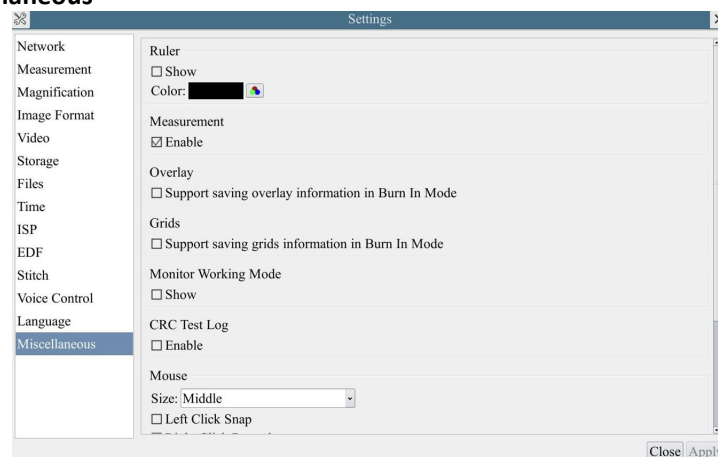 Settings
Network
Measurement
Magnification
Image Format
Video
Storage
Files
Time
ISP
EDF
Stitch
Voice Control
Language
Miscellaneous
Ruler
Show
Color:
Measurement
Enable
Overlay
Support saving overlay information in Burn In Mode
Grids
Support saving grids information in Burn In Mode
Monitor Working Mode
Show
CRC Test Log
Enable
Mouse
Size: Middle
Left Click Snap
Close Apply